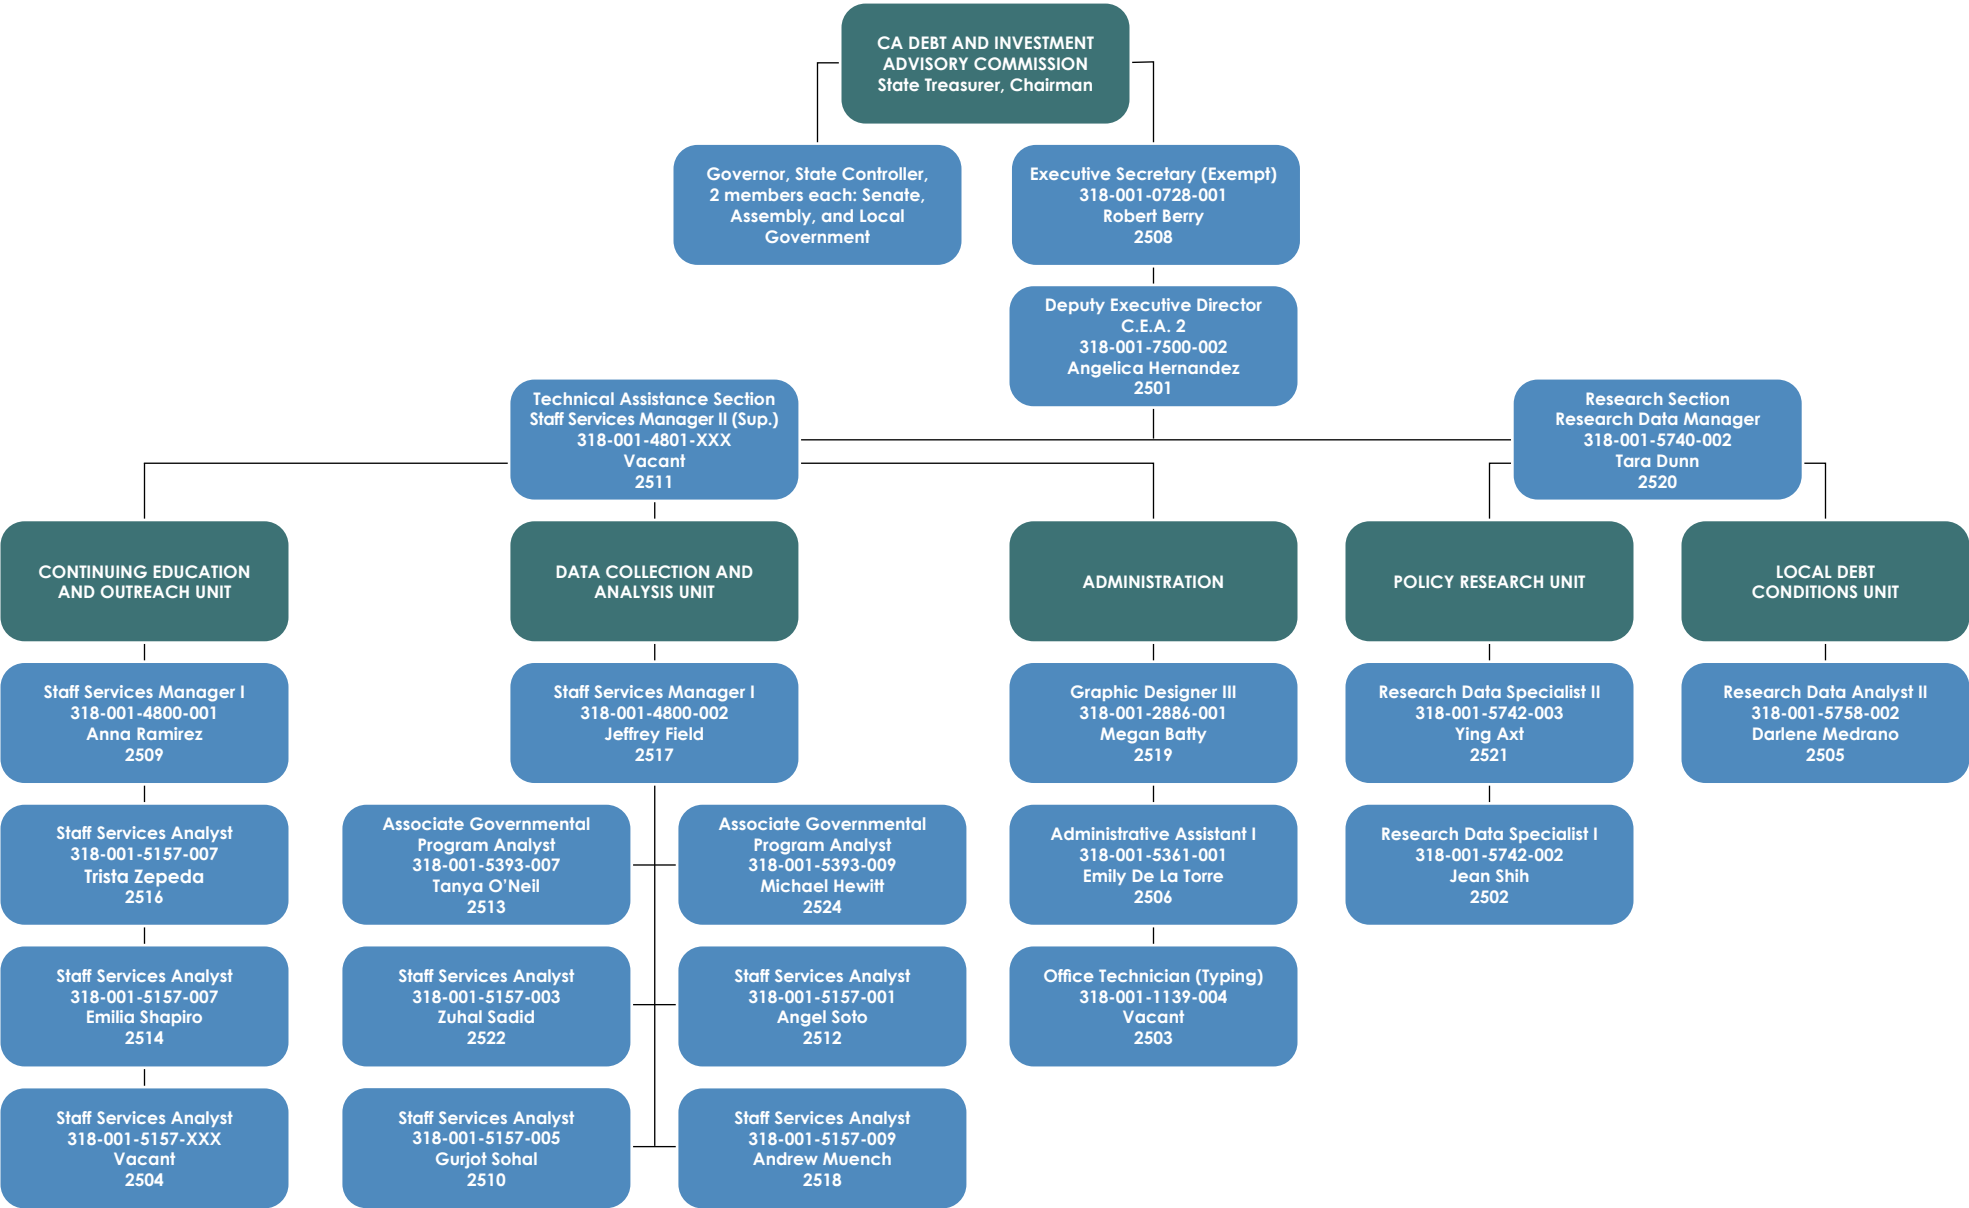 CA DEBT AND INVESTMENT
ADVISORY COMMISSION
State Treasurer, Chairman
Governor, State Controller,
2 members each: Senate,
Assembly, and Local
Government
Executive Secretary (Exempt)
318-001-0728-001
Robert Berry
2508
Deputy Executive Director
C.E.A. 2
318-001-7500-002
Angelica Hernandez
2501
Technical Assistance Section
Staff Services Manager II (Sup.)
318-001-4801-XXX
Vacant
2511
Research Section
Research Data Manager
318-001-5740-002
Tara Dunn
2520
CONTINUING EDUCATION
AND OUTREACH UNIT
DATA COLLECTION AND
ANALYSIS UNIT
ADMINISTRATION
POLICY RESEARCH UNIT
LOCAL DEBT
CONDITIONS UNIT
Staff Services Manager I
318-001-4800-001
Anna Ramirez
2509
Staff Services Manager I
318-001-4800-002
Jeffrey Field
2517
Graphic Designer III
318-001-2886-001
Megan Batty
2519
Research Data Specialist II
318-001-5742-003
Ying Axt
2521
Research Data Analyst II
318-001-5758-002
Darlene Medrano
2505
Staff Services Analyst
318-001-5157-007
Trista Zepeda
2516
Associate Governmental
Program Analyst
318-001-5393-007
Tanya O'Neil
2513
Associate Governmental
Program Analyst
318-001-5393-009
Michael Hewitt
2524
Administrative Assistant I
318-001-5361-001
Emily De La Torre
2506
Research Data Specialist I
318-001-5742-002
Jean Shih
2502
Staff Services Analyst
318-001-5157-007
Emilia Shapiro
2514
Staff Services Analyst
318-001-5157-003
Zuhal Sadid
2522
Staff Services Analyst
318-001-5157-001
Angel Soto
2512
Office Technician (Typing)
318-001-1139-004
Vacant
2503
Staff Services Analyst
318-001-5157-XXX
Vacant
2504
Staff Services Analyst
318-001-5157-005
Gurjot Sohal
2510
Staff Services Analyst
318-001-5157-009
Andrew Muench
2518